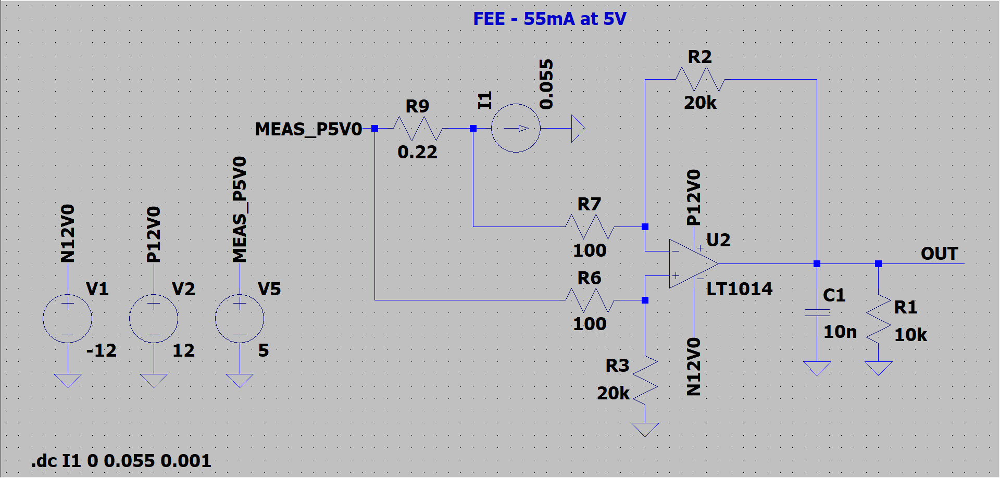 FEE - 55mA at 5V
R2
20k
I1
0.055
R9
0.22
MEAS_P5V0
N12V0
P12V0
MEAS_P5V0
R7
100
P12V0
U2
LT1014
R6
100
N12V0
R3
20k
OUT
C1
10n
R1
10k
V1
-12
V2
12
V5
5
.dc I1 0 0.055 0.001